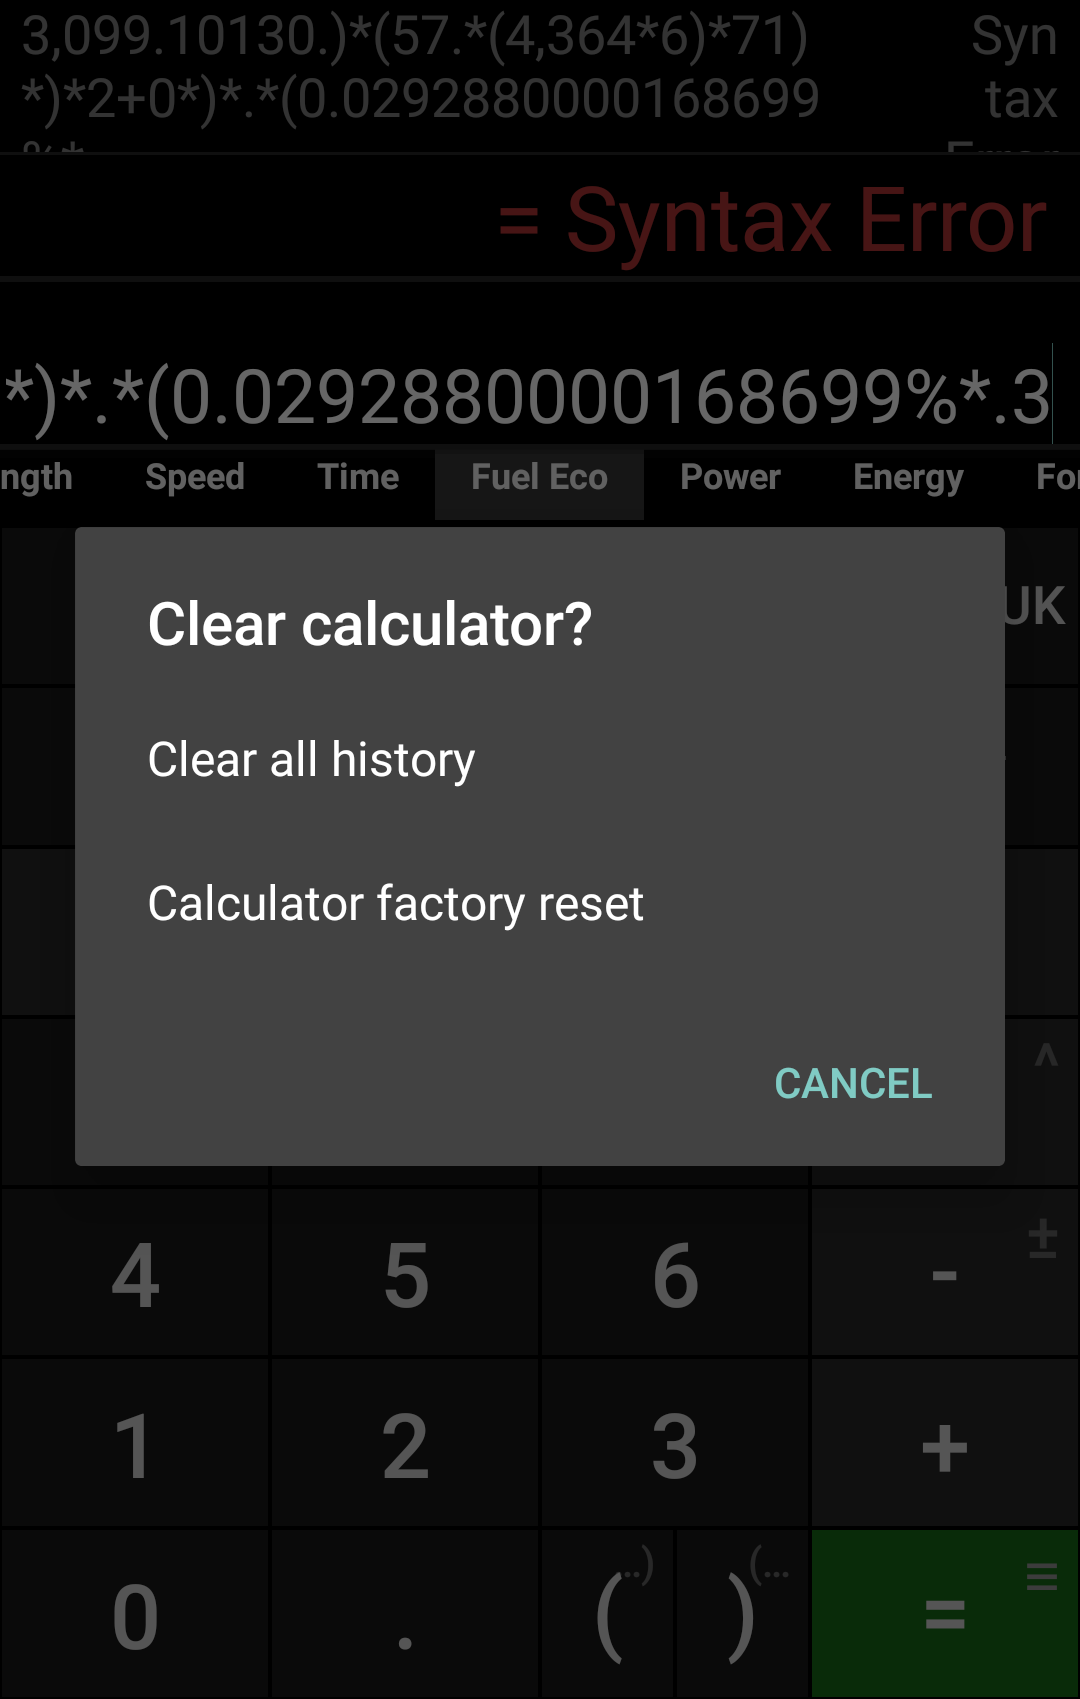 3,099.10130.)*(57.*(4,364*6)*71)
*)*2+0*)*.*(0.0292880000168699
Syn
tax
= Syntax Error
*)*.*(0.0292880000168699%*.3
ngth Speed Time Fuel Eco Power Energy For
UK
Clear calculator?
Clear all history
Calculator factory reset
CANCEL
^
±
4 5 6 -
1 2 3 +
..) (...
0 . ( ) =